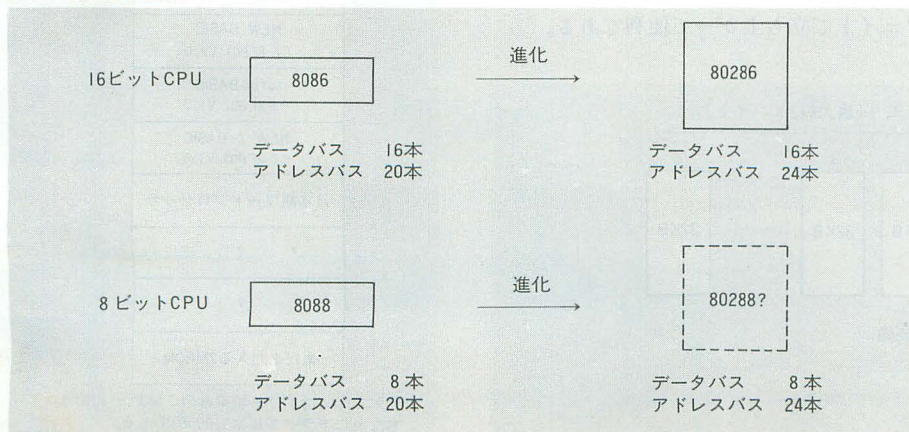 16ビットCPU 8086 進化 80286
データバス 16本 データバス 16本
アドレスバス 20本 アドレスバス 24本
8ビットCPU 8088 進化 80288?
データバス 8本 データバス 8本
アドレスバス 20本 アドレスバス 24本